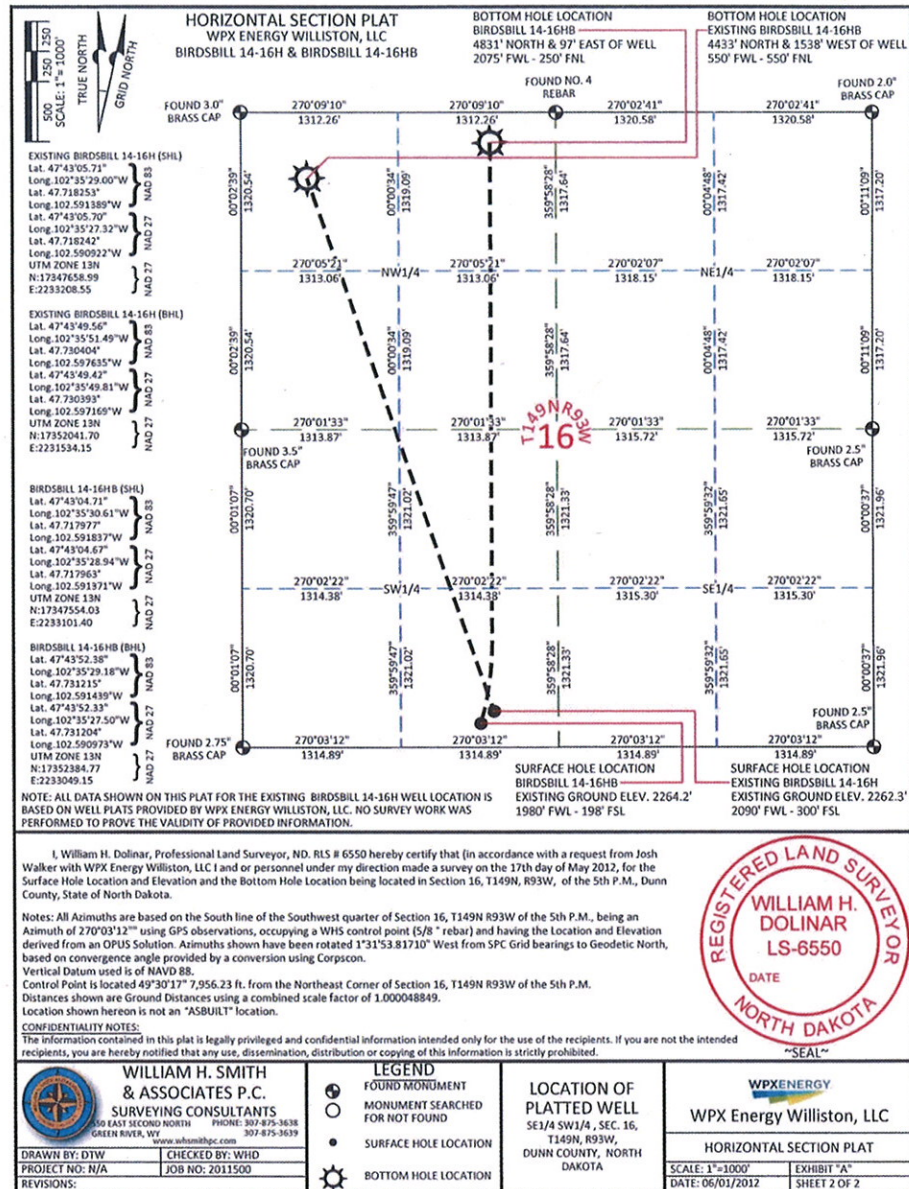 HORIZONTAL SECTION PLAT
WPX ENERGY WILLISTON, LLC
BIRDSBILL 14-16H & BIRDSBILL 14-16HB
250
250
500
SCALE: 1"= 1000'
TRUE NORTH
GRID NORTH
BOTTOM HOLE LOCATION
BIRDSBILL 14-16HB
4831' NORTH & 97' EAST OF WELL
2075' FWL - 250' FNL
BOTTOM HOLE LOCATION
EXISTING BIRDSBILL 14-16HB
4433' NORTH & 1538' WEST OF WELL
550' FWL - 550' FNL
FOUND 3.0"
BRASS CAP
270°09'10"
1312.26'
270°09'10"
1312.26'
FOUND NO. 4
REBAR
270°02'41"
1320.58'
270°02'41"
1320.58'
FOUND 2.0"
BRASS CAP
EXISTING BIRDSBILL 14-16H (SHL)
Lat. 47°43'05.71"
Long.102°35'29.00"W
Lat. 47.718253°
Long.102.591389°W
NAD 83
Lat. 47°43'05.70"
Long.102°35'27.32"W
Lat. 47.718242°
Long.102.590922°W
NAD 27
UTM ZONE 13N
N:17347658.99
E:2233208.55
NAD 27
EXISTING BIRDSBILL 14-16H (BHL)
Lat. 47°43'49.56"
Long.102°35'51.49"W
Lat. 47.730404°
Long.102.597635°W
NAD 83
Lat. 47°43'49.42"
Long.102°35'49.81"W
Lat. 47.730393°
Long.102.597169°W
NAD 27
UTM ZONE 13N
N:17352041.70
E:2231534.15
NAD 27
BIRDSBILL 14-16HB (SHL)
Lat. 47°43'04.71"
Long.102°35'30.61"W
Lat. 47.717977°
Long.102.591837°W
NAD 83
Lat. 47°43'04.67"
Long.102°35'28.94"W
Lat. 47.717963°
Long.102.591371°W
NAD 27
UTM ZONE 13N
N:17347554.03
E:2233101.40
NAD 27
BIRDSBILL 14-16HB (BHL)
Lat. 47°43'52.38"
Long.102°35'29.18"W
Lat. 47.731215°
Long.102.591439°W
NAD 83
Lat. 47°43'52.33"
Long.102°35'27.50"W
Lat. 47.731204°
Long.102.590973°W
NAD 27
UTM ZONE 13N
N:17352384.77
E:2233049.15
NAD 27
00°02'39"
1320.54'
00°00'34"
1319.09'
359°58'28"
1317.64'
00°04'48"
1317.42'
00°11'09"
1317.20'
270°05'21"
1313.06'
NW1/4
270°05'21"
1313.06'
270°02'07"
1318.15'
NE1/4
270°02'07"
1318.15'
00°02'39"
1320.54'
00°00'34"
1319.09'
359°58'28"
1317.64'
00°04'48"
1317.42'
00°11'09"
1317.20'
FOUND 3.5"
BRASS CAP
270°01'33"
1313.87'
270°01'33"
1313.87'
T149NR93W
16
270°01'33"
1315.72'
270°01'33"
1315.72'
FOUND 2.5"
BRASS CAP
00°01'07"
1320.70'
359°59'47"
1321.02'
359°58'28"
1321.33'
359°59'32"
1321.65'
00°00'37"
1321.96'
270°02'22"
1314.38'
SW1/4
270°02'22"
1314.38'
270°02'22"
1315.30'
SE1/4
270°02'22"
1315.30'
00°01'07"
1320.70'
359°59'47"
1321.02'
359°58'28"
1321.33'
359°59'32"
1321.65'
00°00'37"
1321.96'
FOUND 2.75"
BRASS CAP
270°03'12"
1314.89'
270°03'12"
1314.89'
270°03'12"
1314.89'
270°03'12"
1314.89'
FOUND 2.5"
BRASS CAP
SURFACE HOLE LOCATION
BIRDSBILL 14-16HB
EXISTING GROUND ELEV. 2264.2'
1980' FWL - 198' FSL
SURFACE HOLE LOCATION
EXISTING BIRDSBILL 14-16H
EXISTING GROUND ELEV. 2262.3'
2090' FWL - 300' FSL
NOTE: ALL DATA SHOWN ON THIS PLAT FOR THE EXISTING BIRDSBILL 14-16H WELL LOCATION IS
BASED ON WELL PLATS PROVIDED BY WPX ENERGY WILLISTON, LLC. NO SURVEY WORK WAS
PERFORMED TO PROVE THE VALIDITY OF PROVIDED INFORMATION.
I, William H. Dolinar, Professional Land Surveyor, ND. RLS # 6550 hereby certify that (in accordance with a request from Josh
Walker with WPX Energy Williston, LLC I and or personnel under my direction made a survey on the 17th day of May 2012, for the
Surface Hole Location and Elevation and the Bottom Hole Location being located in Section 16, T149N, R93W, of the 5th P.M., Dunn
County, State of North Dakota.
Notes: All Azimuths are based on the South line of the Southwest quarter of Section 16, T149N R93W of the 5th P.M., being an
Azimuth of 270°03'12"" using GPS observations, occupying a WHS control point (5/8 " rebar) and having the Location and Elevation
derived from an OPUS Solution. Azimuths shown have been rotated 1°31'53.81710" West from SPC Grid bearings to Geodetic North,
based on convergence angle provided by a conversion using Corpscon.
Vertical Datum used is of NAVD 88.
Control Point is located 49°30'17" 7,956.23 ft. from the Northeast Corner of Section 16, T149N R93W of the 5th P.M.
Distances shown are Ground Distances using a combined scale factor of 1.000048849.
Location shown hereon is not an "ASBUILT" location.
CONFIDENTIALITY NOTES:
The information contained in this plat is legally privileged and confidential information intended only for the use of the recipients. If you are not the intended
recipients, you are hereby notified that any use, dissemination, distribution or copying of this information is strictly prohibited.
REGISTERED LAND SURVEYOR
WILLIAM H.
DOLINAR
LS-6550
DATE
NORTH DAKOTA
~SEAL~
WILLIAM H. SMITH
& ASSOCIATES P.C.
SURVEYING CONSULTANTS
550 EAST SECOND NORTH PHONE: 307-875-3638
GREEN RIVER, WY 307-875-3639
www.whsmithpc.com
DRAWN BY: DTW
CHECKED BY: WHD
PROJECT NO: N/A
JOB NO: 2011500
REVISIONS:
LEGEND
FOUND MONUMENT
MONUMENT SEARCHED
FOR NOT FOUND
SURFACE HOLE LOCATION
BOTTOM HOLE LOCATION
LOCATION OF
PLATTED WELL
SE1/4 SW1/4 , SEC. 16,
T149N, R93W,
DUNN COUNTY, NORTH
DAKOTA
WPXENERGY
WPX Energy Williston, LLC
HORIZONTAL SECTION PLAT
SCALE: 1"=1000'
EXHIBIT "A"
DATE: 06/01/2012
SHEET 2 OF 2